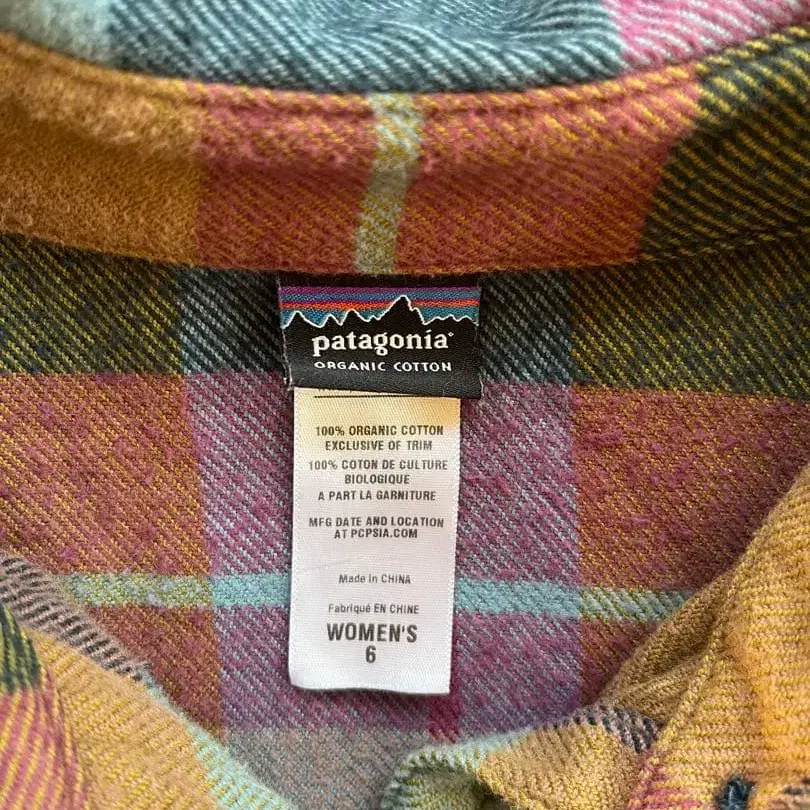 patagonia®
ORGANIC COTTON
100% ORGANIC COTTON
EXCLUSIVE OF TRIM
100% COTON DE CULTURE
BIOLOGIQUE
A PART LA GARNITURE
MFG DATE AND LOCATION
AT PCPSIA.COM
Made in CHINA
Fabriqué EN CHINE
WOMEN'S
6